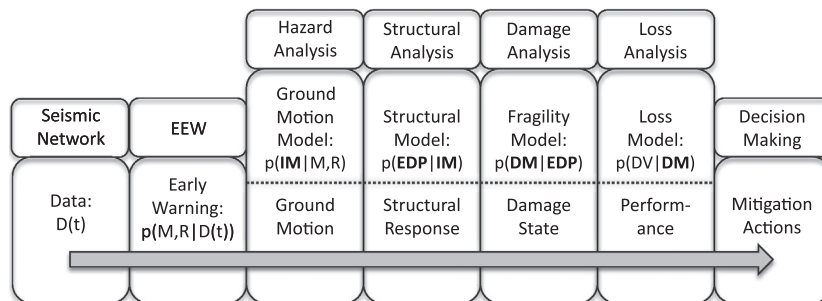 Hazard
Analysis
Structural
Analysis
Damage
Analysis
Loss
Analysis
Seismic
Network
EEW
Ground
Motion
Model:
p(IM|M,R)
Structural
Model:
p(EDP|IM)
Fragility
Model:
p(DM|EDP)
Loss
Model:
p(DV|DM)
Decision
Making
Data:
D(t)
Early
Warning:
p(M,R|D(t))
Ground
Motion
Structural
Response
Damage
State
Perform-
ance
Mitigation
Actions